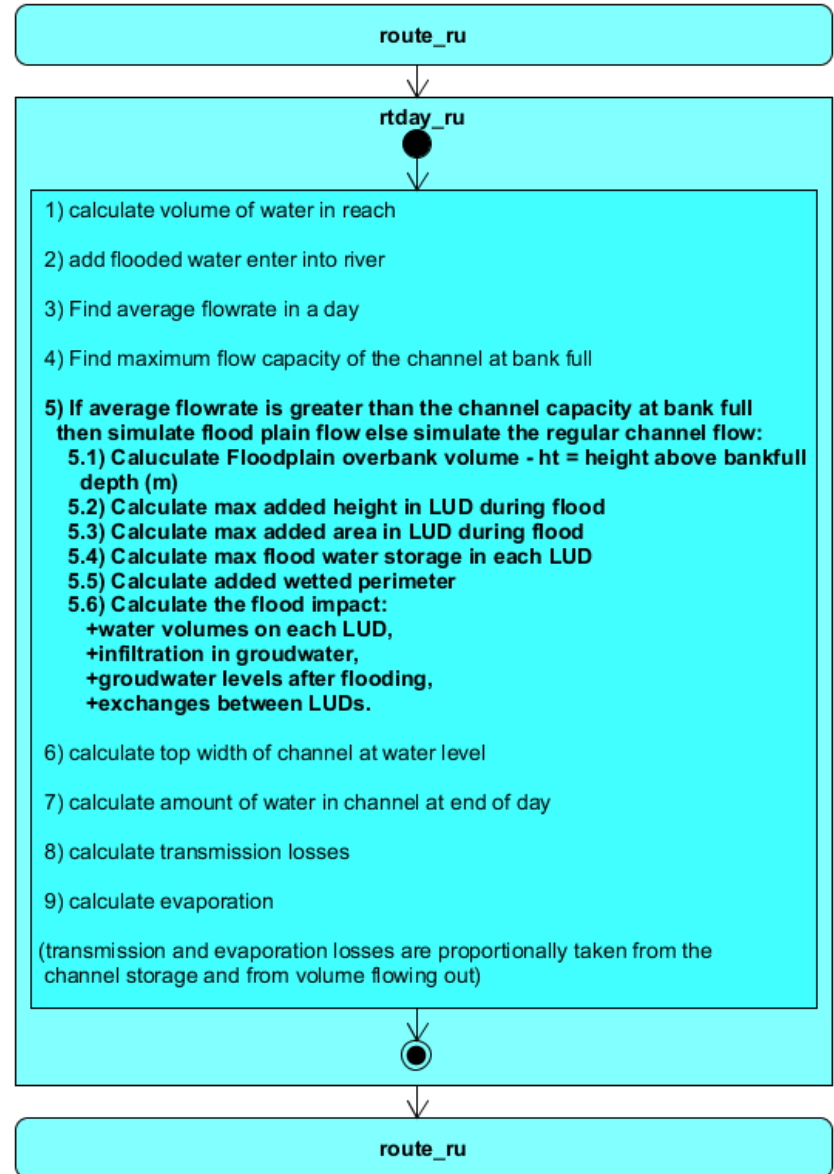 route_ru
rtday_ru
1) calculate volume of water in reach
2) add flooded water enter into river
3) Find average flowrate in a day
4) Find maximum flow capacity of the channel at bank full
5) If average flowrate is greater than the channel capacity at bank full
then simulate flood plain flow else simulate the regular channel flow:
5.1) Caluculate Floodplain overbank volume - ht = height above bankfull
depth (m)
5.2) Calculate max added height in LUD during flood
5.3) Calculate max added area in LUD during flood
5.4) Calculate max flood water storage in each LUD
5.5) Calculate added wetted perimeter
5.6) Calculate the flood impact:
+water volumes on each LUD,
+infiltration in groudwater,
+groudwater levels after flooding,
+exchanges between LUDs.
6) calculate top width of channel at water level
7) calculate amount of water in channel at end of day
8) calculate transmission losses
9) calculate evaporation
(transmission and evaporation losses are proportionally taken from the
channel storage and from volume flowing out)
route_ru